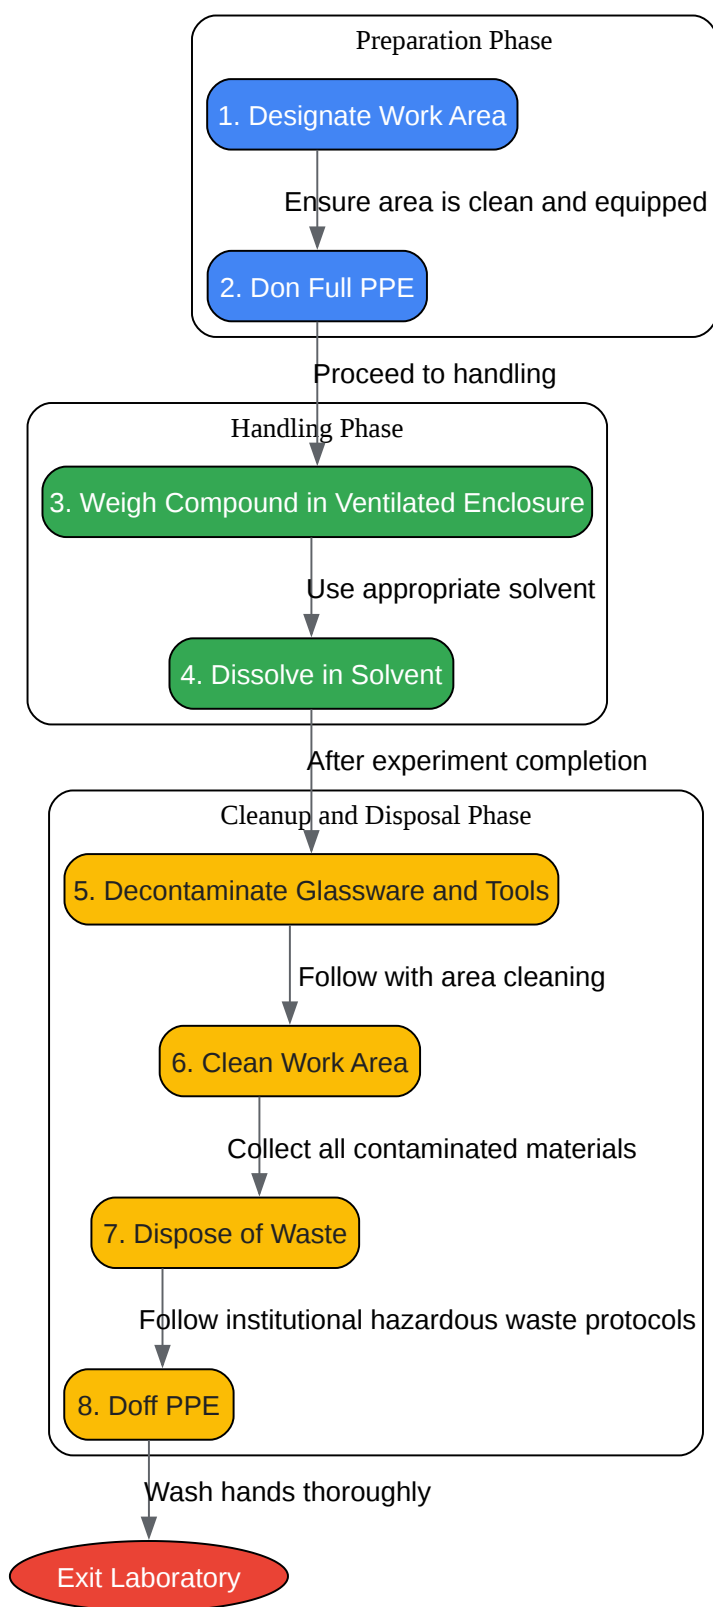 Preparation Phase
1. Designate Work Area
Ensure area is clean and equipped
2. Don Full PPE
Proceed to handling
Handling Phase
3. Weigh Compound in Ventilated Enclosure
Use appropriate solvent
4. Dissolve in Solvent
After experiment completion
Cleanup and Disposal Phase
5. Decontaminate Glassware and Tools
Follow with area cleaning
6. Clean Work Area
Collect all contaminated materials
7. Dispose of Waste
Follow institutional hazardous waste protocols
8. Doff PPE
Wash hands thoroughly
Exit Laboratory